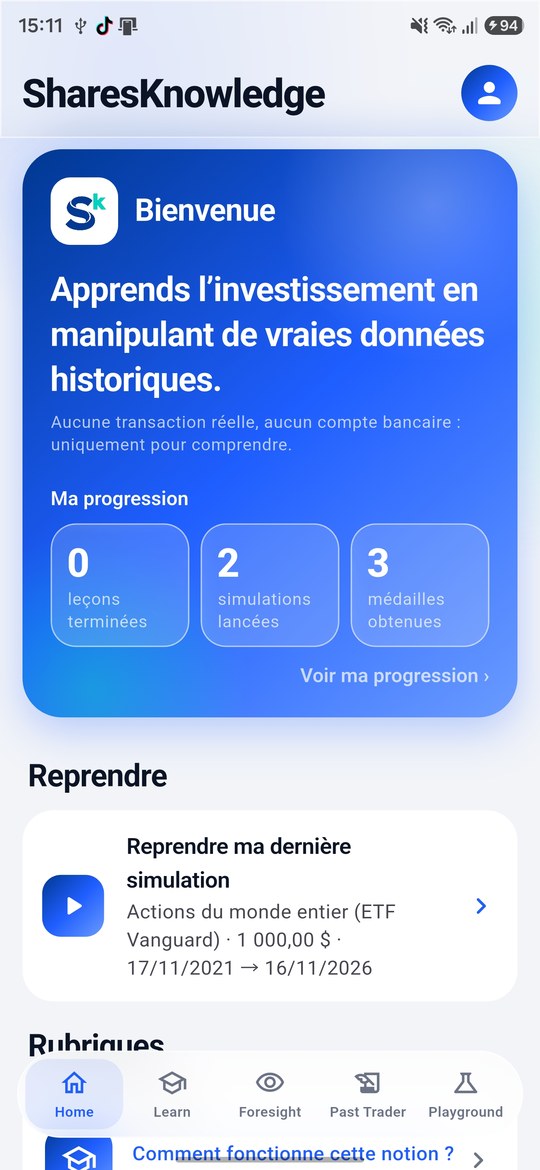 15:11
94
SharesKnowledge
Sk
Bienvenue
Apprends l’investissement en
manipulant de vraies données
historiques.
Aucune transaction réelle, aucun compte bancaire :
uniquement pour comprendre.
Ma progression
0
leçons
terminées
2
simulations
lancées
3
médailles
obtenues
Voir ma progression ›
Reprendre
Reprendre ma dernière
simulation
Actions du monde entier (ETF
Vanguard) · 1 000,00 $ ·
17/11/2021 → 16/11/2026
Rubriques
Home
Learn
Foresight
Past Trader
Playground
Comment fonctionne cette notion ?